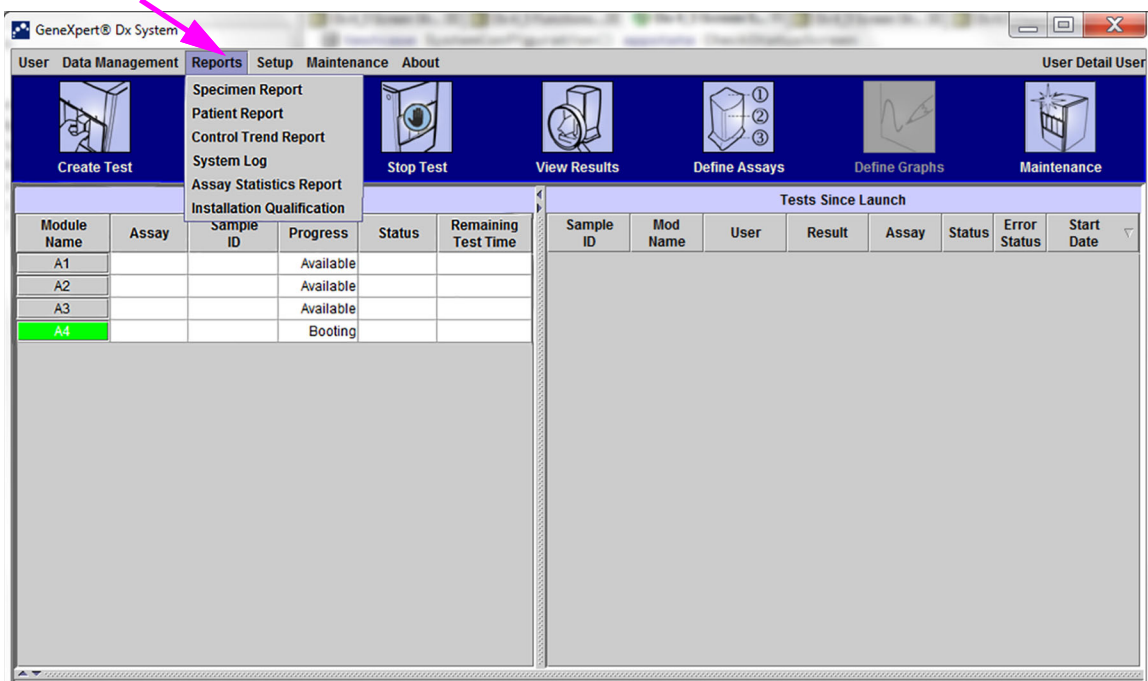 GeneXpert® Dx System
User Data Management Reports Setup Maintenance About User Detail User
Specimen Report
Patient Report
Control Trend Report
System Log
Assay Statistics Report
Installation Qualification
Create Test Stop Test View Results Define Assays Define Graphs Maintenance
① ② ③
Tests Since Launch
Module Name Assay Sample ID Progress Status Remaining Test Time
Sample ID Mod Name User Result Assay Status Error Status Start Date
A1 Available
A2 Available
A3 Available
A4 Booting